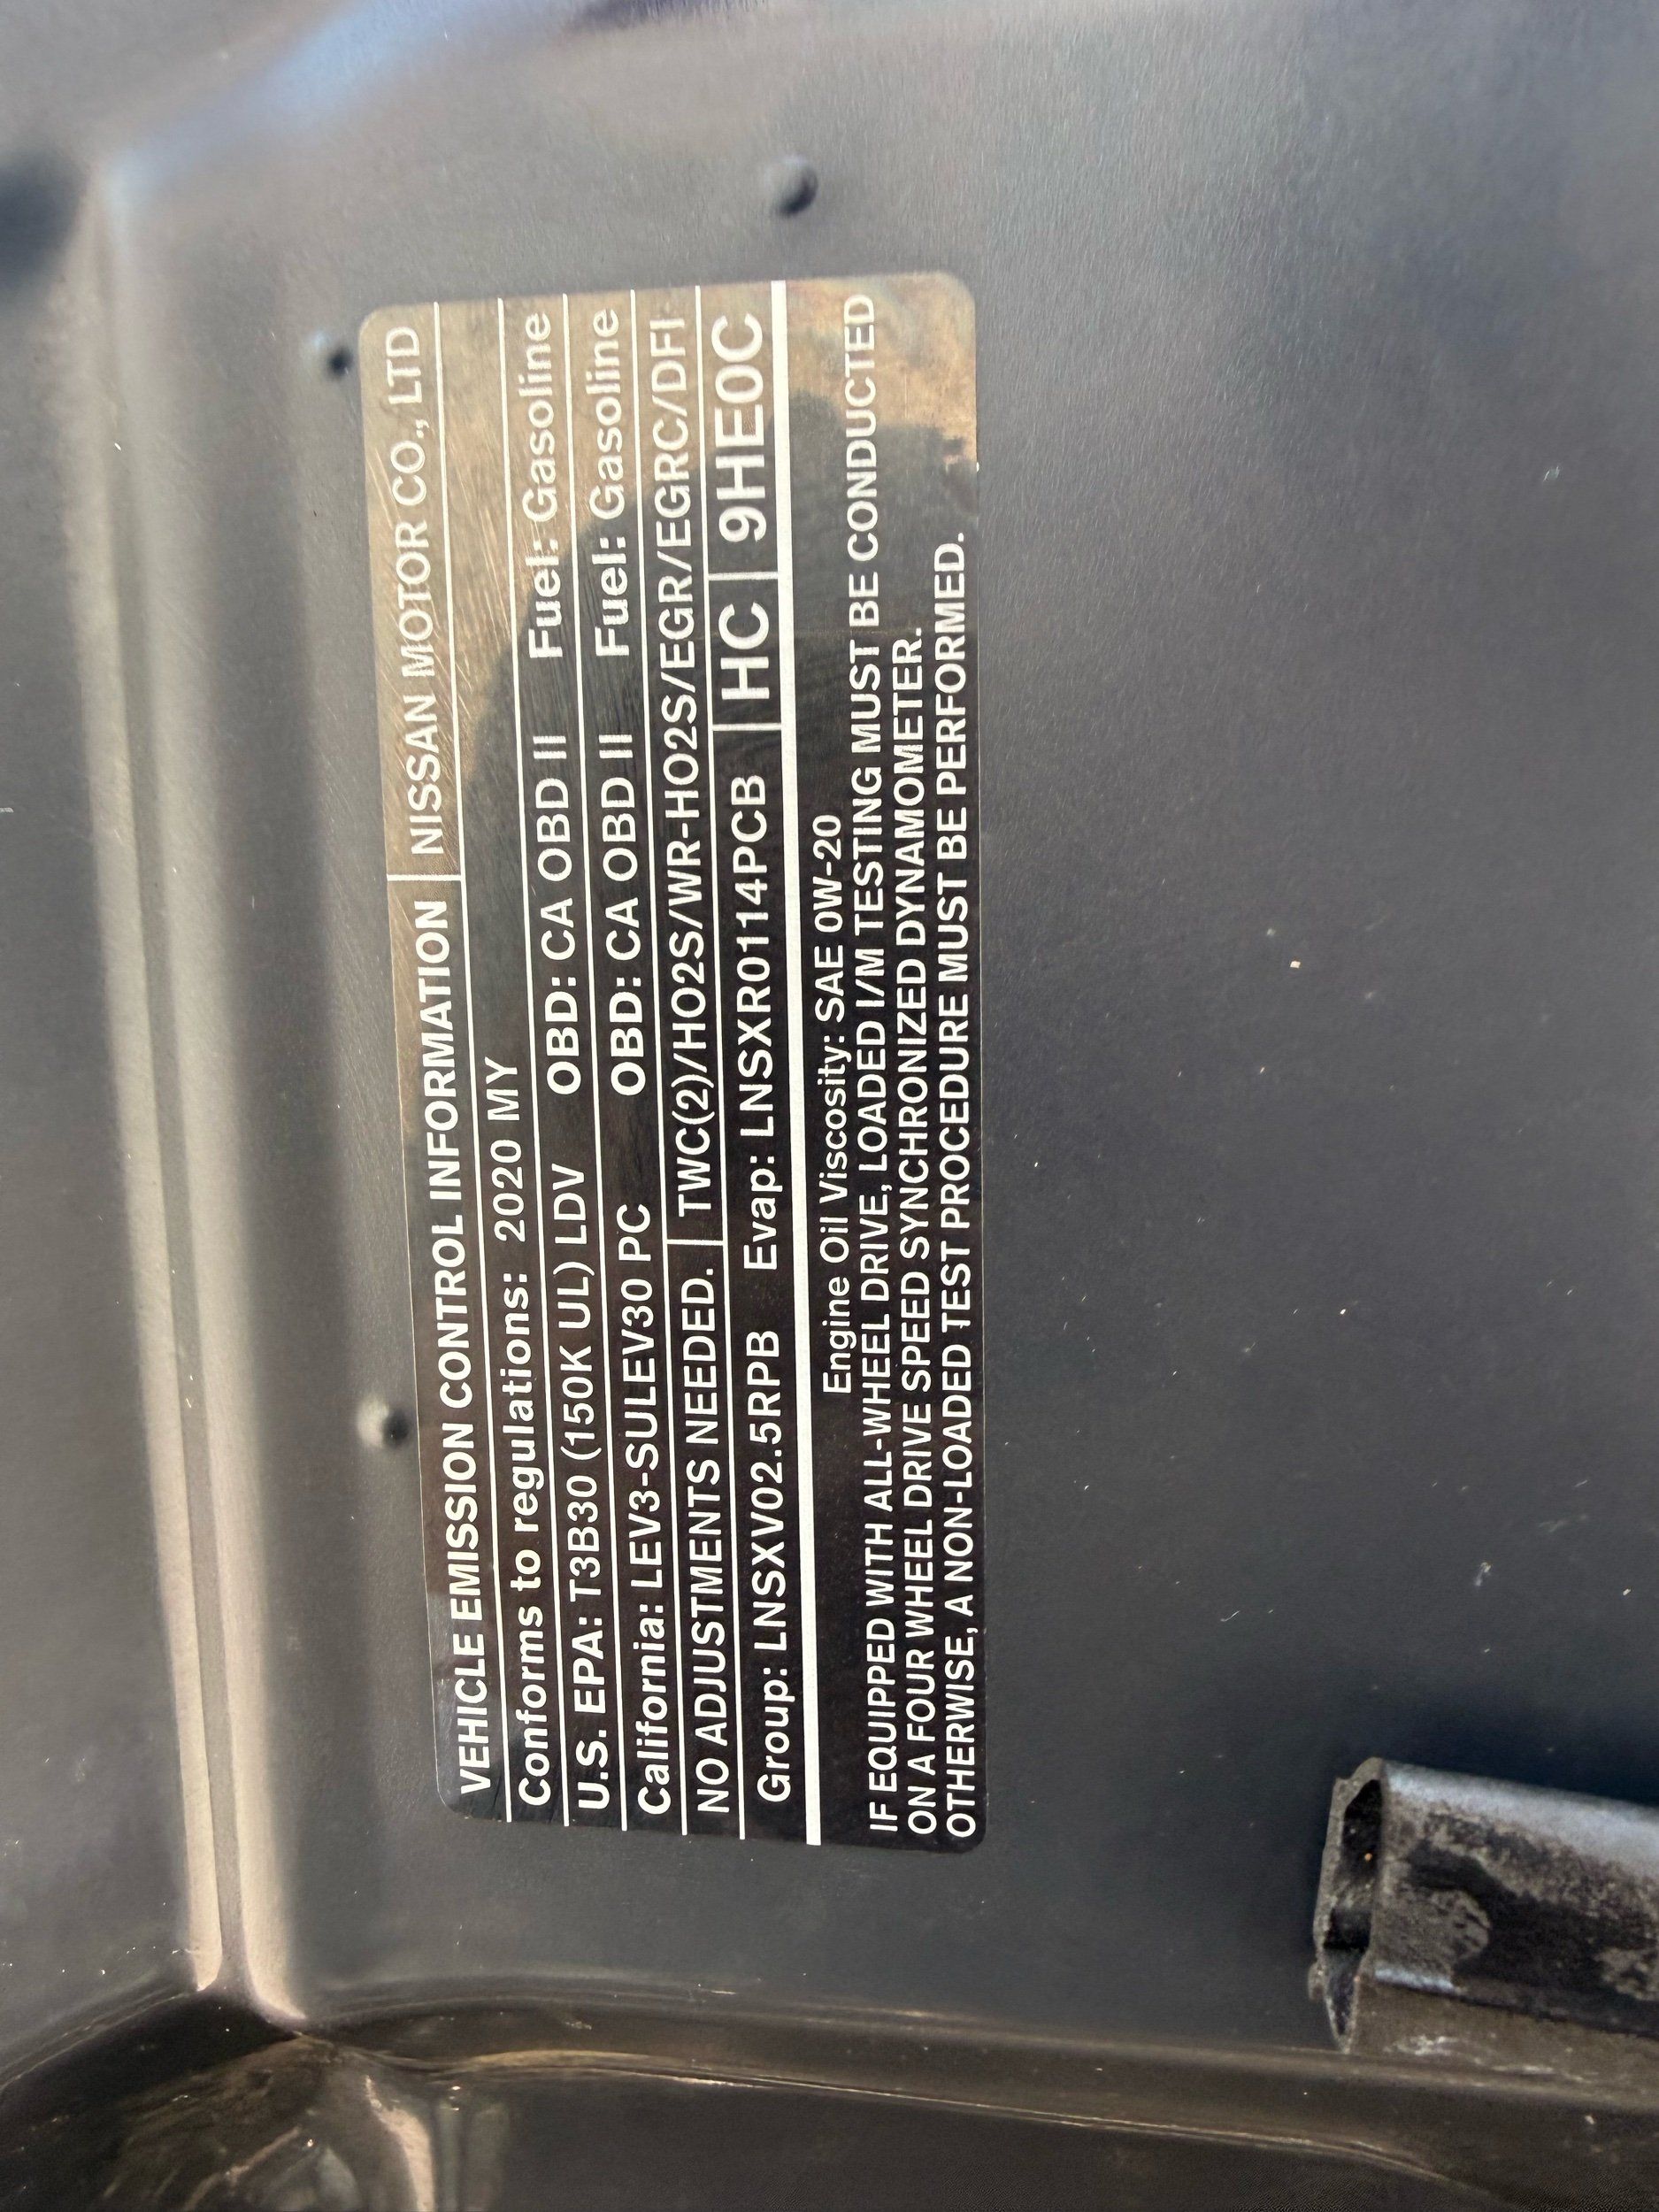 VEHICLE EMISSION CONTROL INFORMATION NISSAN MOTOR CO., LTD
Conforms to regulations: 2020 MY
U.S. EPA: T3B30 (150K UL) LDV OBD: CA OBD II Fuel: Gasoline
California: LEV3-SULEV30 PC OBD: CA OBD II Fuel: Gasoline
NO ADJUSTMENTS NEEDED. TWC(2)/HO2S/WR-HO2S/EGR/EGRC/DFI
Group: LNSXV02.5RPB Evap: LNSXR0114PCB HC 9HE0C
Engine Oil Viscosity: SAE 0W-20
IF EQUIPPED WITH ALL-WHEEL DRIVE, LOADED I/M TESTING MUST BE CONDUCTED
ON A FOUR WHEEL DRIVE SPEED SYNCHRONIZED DYNAMOMETER.
OTHERWISE, A NON-LOADED TEST PROCEDURE MUST BE PERFORMED.